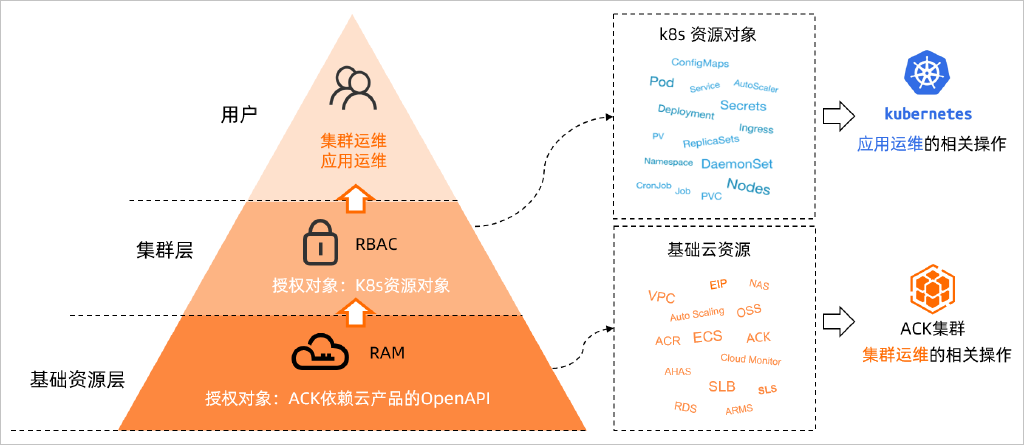 用户
集群运维
应用运维
集群层
RBAC
授权对象：K8s资源对象
基础资源层
RAM
授权对象：ACK依赖云产品的OpenAPI
k8s 资源对象
ConfigMaps
Pod
Service
AutoScaler
Secrets
Deployment
Ingress
PV
ReplicaSets
Namespace
DaemonSet
CronJob
Job
PVC
Nodes
kubernetes
应用运维的相关操作
基础云资源
VPC
EIP
NAS
Auto Scaling
OSS
ACR
ECS
ACK
Cloud Monitor
AHAS
SLB
SLS
RDS
ARMS
ACK集群
集群运维的相关操作